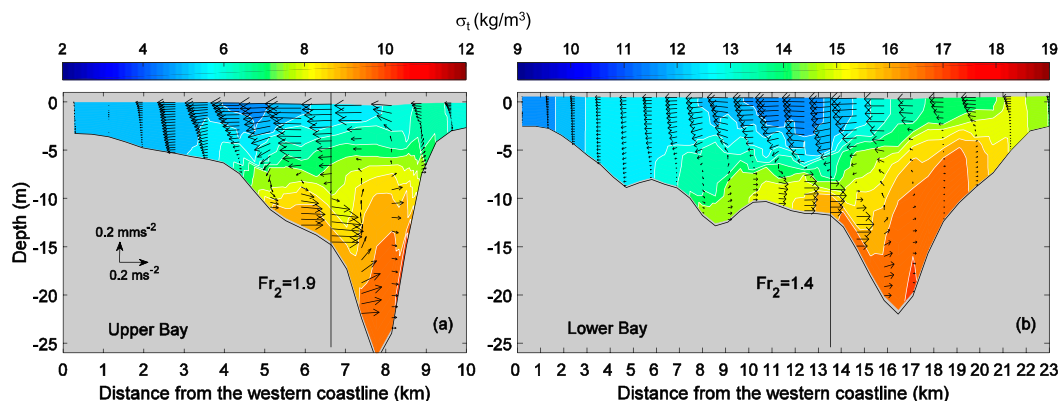 σt (kg/m³)
2 3 4 5 6 7 8 9 10 11 12
9 10 11 12 13 14 15 16 17 18 19
0
-5
-10
-15
-20
-25
Depth (m)
0.2 mms⁻²
0.2 ms⁻²
Fr₂=1.9
Upper Bay
(a)
0 1 2 3 4 5 6 7 8 9 10
Distance from the western coastline (km)
0
-5
-10
-15
-20
-25
Fr₂=1.4
Lower Bay
(b)
0 1 2 3 4 5 6 7 8 9 10 11 12 13 14 15 16 17 18 19 20 21 22 23
Distance from the western coastline (km)